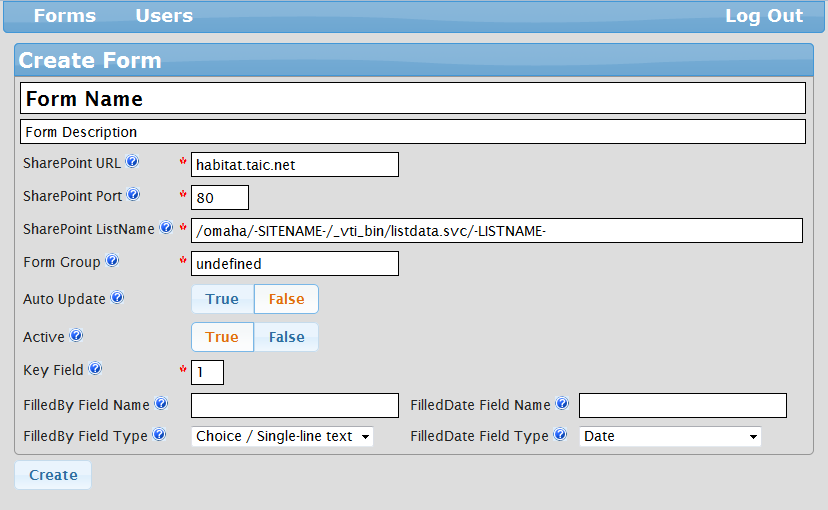 Forms Users Log Out
Create Form
Form Name
Form Description
SharePoint URL * habitat.taic.net
SharePoint Port * 80
SharePoint ListName * /omaha/-SITENAME-/_vti_bin/listdata.svc/-LISTNAME-
Form Group * undefined
Auto Update True False
Active True False
Key Field * 1
FilledBy Field Name FilledDate Field Name
FilledBy Field Type Choice / Single-line text FilledDate Field Type Date
Create